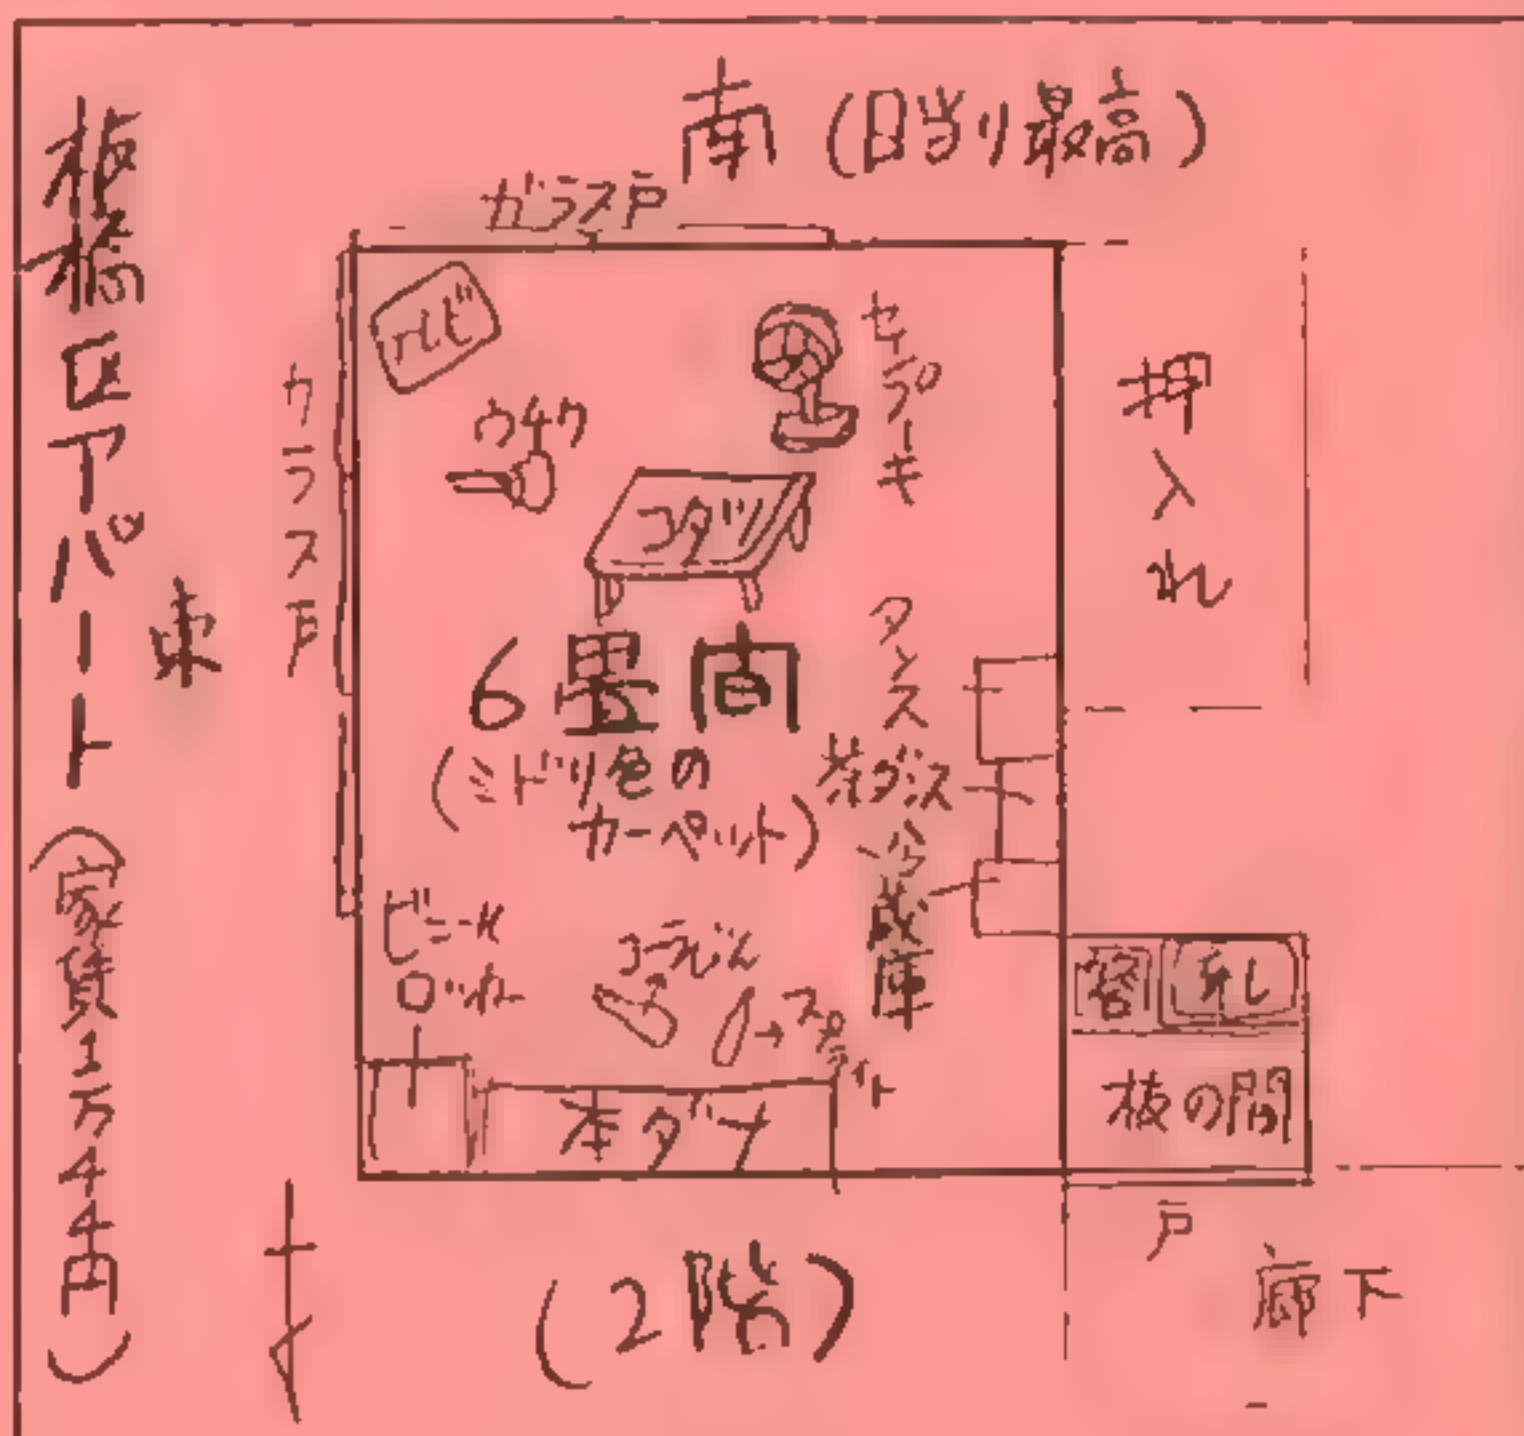 板橋区アパート(家賃1万4千円)
南(日当り最高)
ガラス戸
東
ガラス戸
テレビ
ウチワ
センプーキ
コタツ
押入れ
6畳間
(ミドリ色の
カーペット)
タンス
茶ダンス
冷蔵庫
ビニール
ロッカー
コーラびん
スプライト
本ダナ
流し
板の間
戸
廊下
(2階)